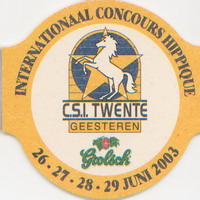 INTERNATIONAAL CONCOURS HIPPIQUE
C.S.I. TWENTE
GEESTEREN
Grolsch
26 - 27 - 28 - 29 JUNI 2003